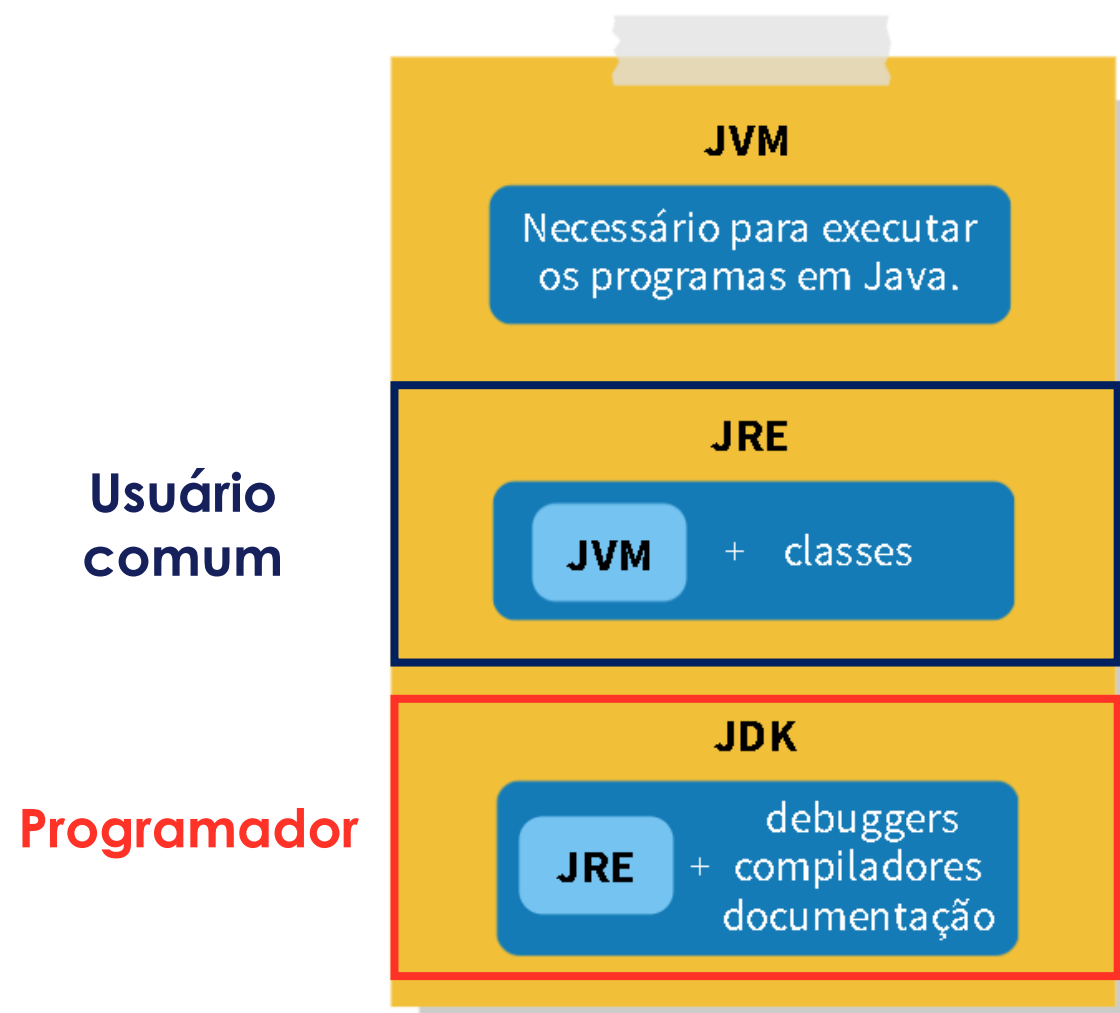 JVM
Necessário para executar
os programas em Java.
Usuário
comum
JRE
JVM + classes
Programador
JDK
JRE + debuggers
compiladores
documentação